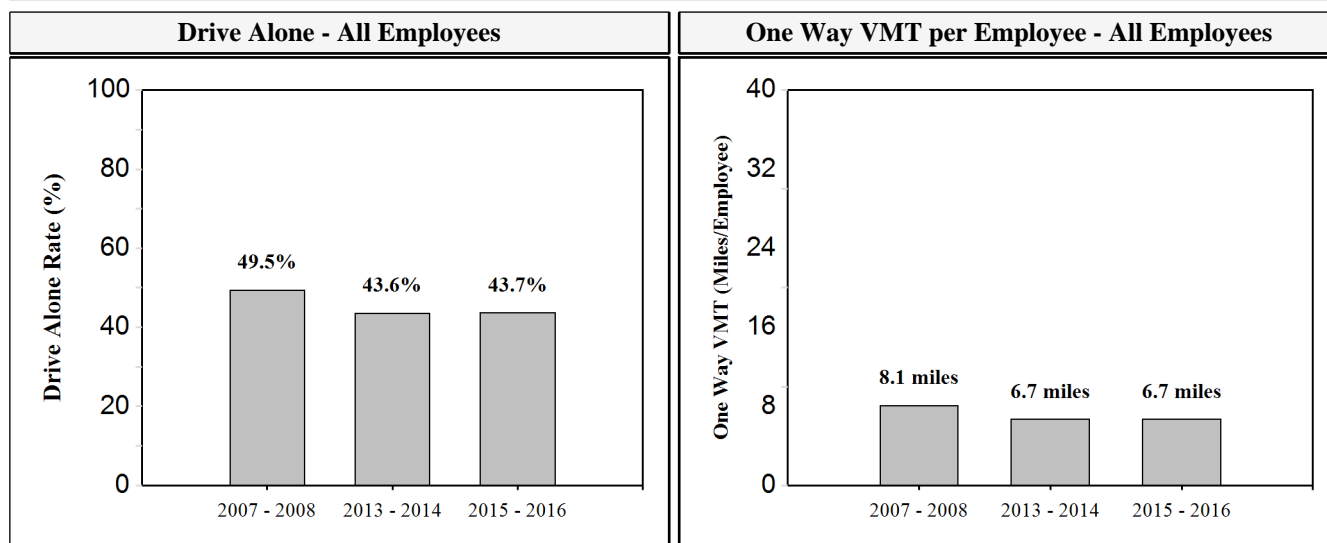 Drive Alone - All Employees
Drive Alone Rate (%)
100
80
60
40
20
0
49.5%
43.6%
43.7%
2007 - 2008
2013 - 2014
2015 - 2016
One Way VMT per Employee - All Employees
One Way VMT (Miles/Employee)
40
32
24
16
8
0
8.1 miles
6.7 miles
6.7 miles
2007 - 2008
2013 - 2014
2015 - 2016